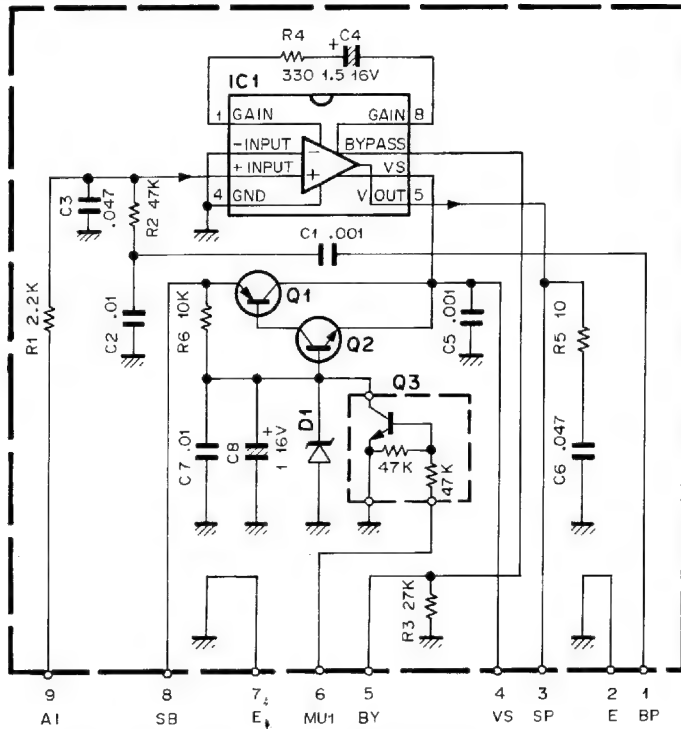 R4
+ C4
330 1.5 16V
IC1
1 GAIN GAIN 8
-INPUT BYPASS
+INPUT VS
4 GND V OUT 5
- +
C3 .047
R2 47K
C1 .001
R1 2.2K
C2 .01
R6 10K
Q1
Q2
C5 .001
R5 10
Q3
C7 .01
C8 1 16V +
D1
47K
47K
C6 .047
R3 27K
9 8 7 6 5 4 3 2 1
AI SB E MU1 BY VS SP E BP